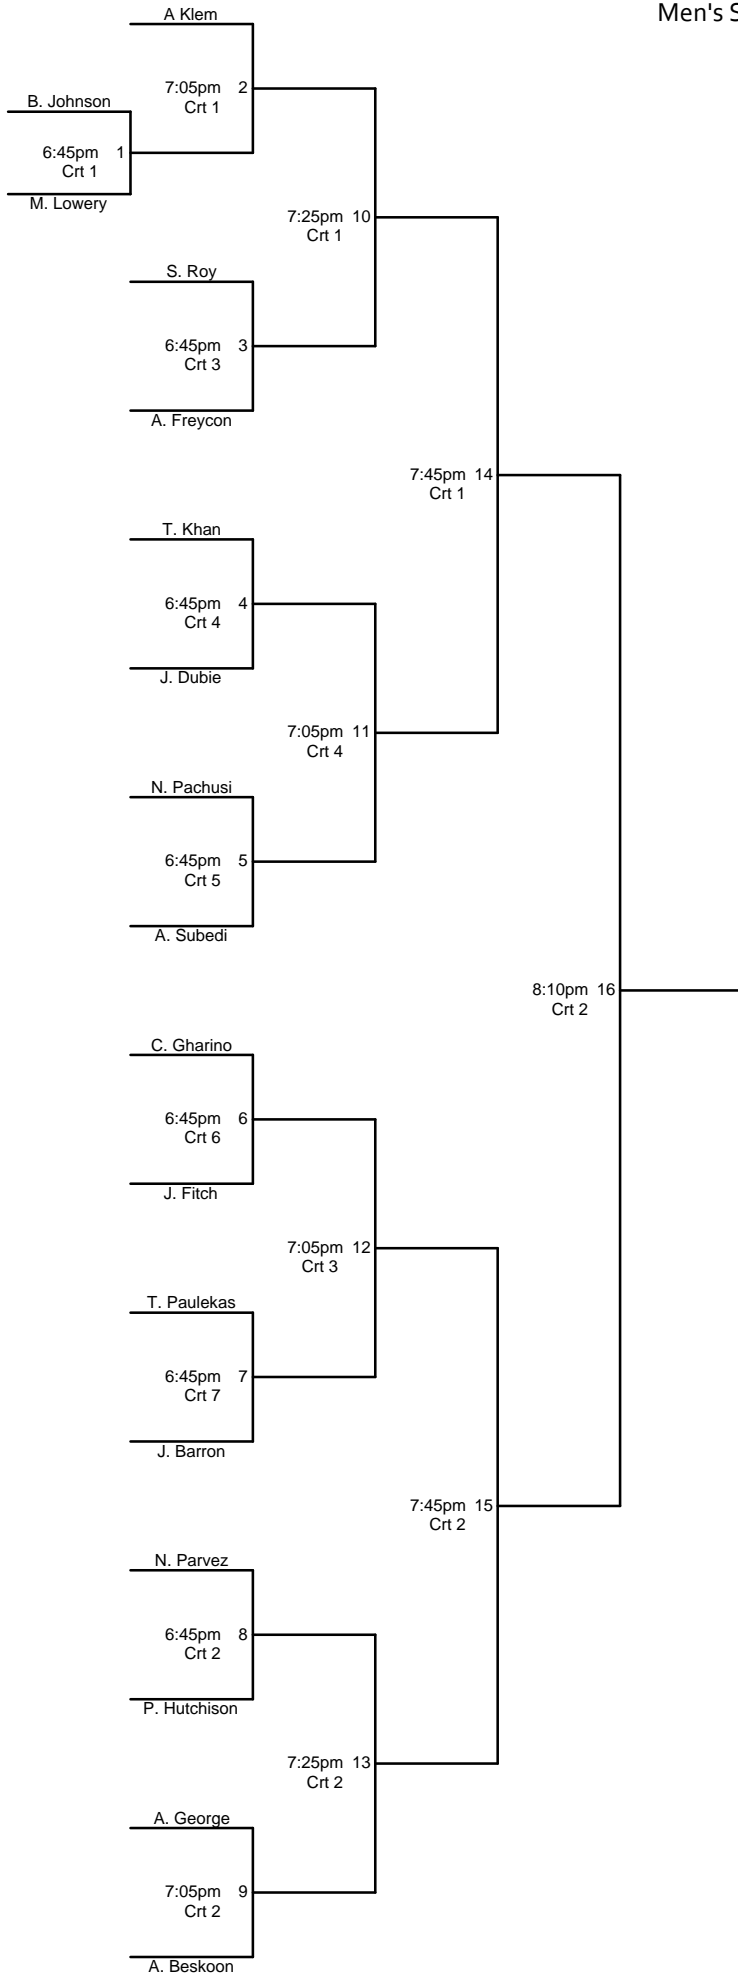 Men's S
A Klem
7:05pm 2
Crt 1
B. Johnson
6:45pm 1
Crt 1
M. Lowery
7:25pm 10
Crt 1
S. Roy
6:45pm 3
Crt 3
A. Freycon
7:45pm 14
Crt 1
T. Khan
6:45pm 4
Crt 4
J. Dubie
7:05pm 11
Crt 4
N. Pachusi
6:45pm 5
Crt 5
A. Subedi
8:10pm 16
Crt 2
C. Gharino
6:45pm 6
Crt 6
J. Fitch
7:05pm 12
Crt 3
T. Paulekas
6:45pm 7
Crt 7
J. Barron
7:45pm 15
Crt 2
N. Parvez
6:45pm 8
Crt 2
P. Hutchison
7:25pm 13
Crt 2
A. George
7:05pm 9
Crt 2
A. Beskoon